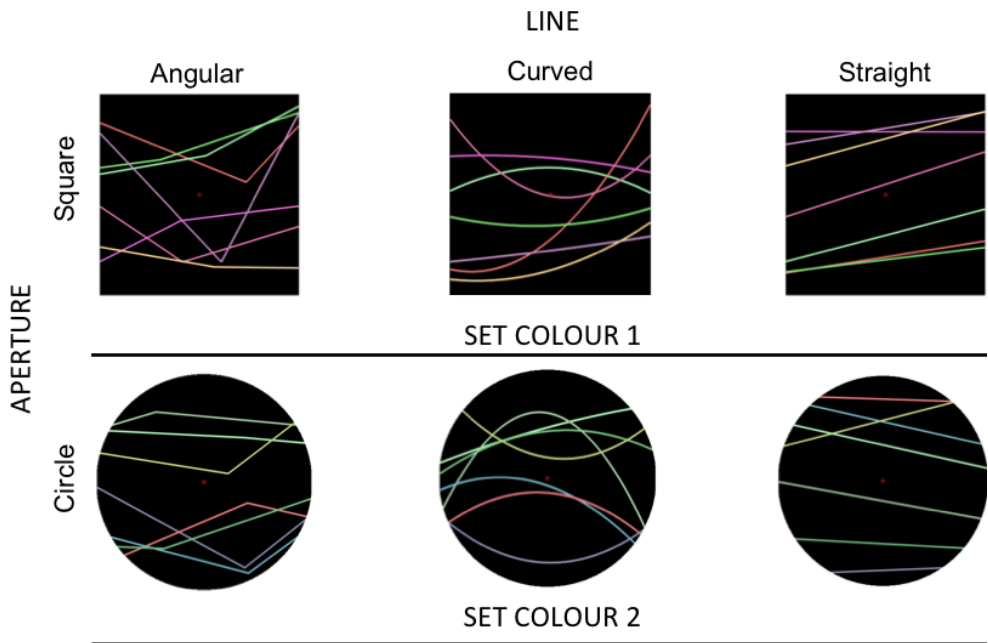 LINE
Angular
Curved
Straight
APERTURE
Square
SET COLOUR 1
Circle
SET COLOUR 2